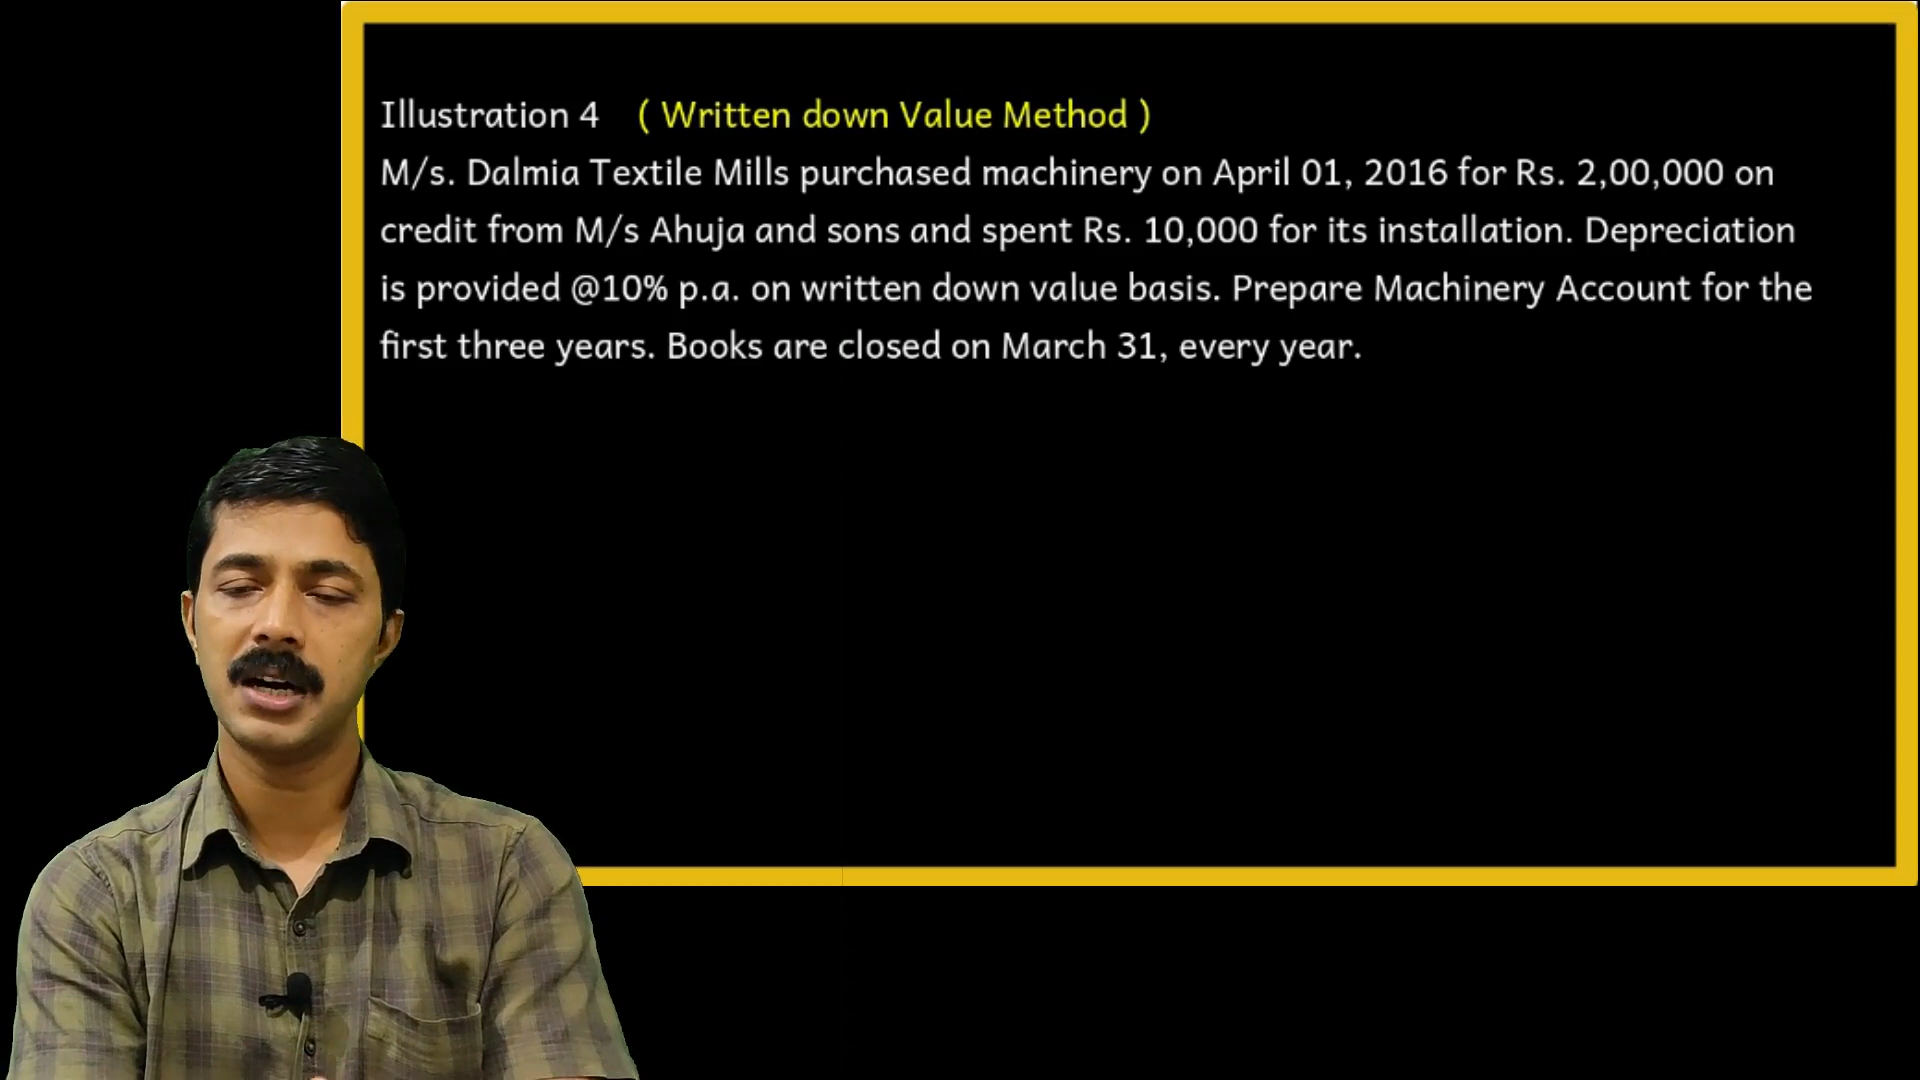 Illustration 4 ( Written down Value Method )
M/s. Dalmia Textile Mills purchased machinery on April 01, 2016 for Rs. 2,00,000 on
credit from M/s Ahuja and sons and spent Rs. 10,000 for its installation. Depreciation
is provided @10% p.a. on written down value basis. Prepare Machinery Account for the
first three years. Books are closed on March 31, every year.